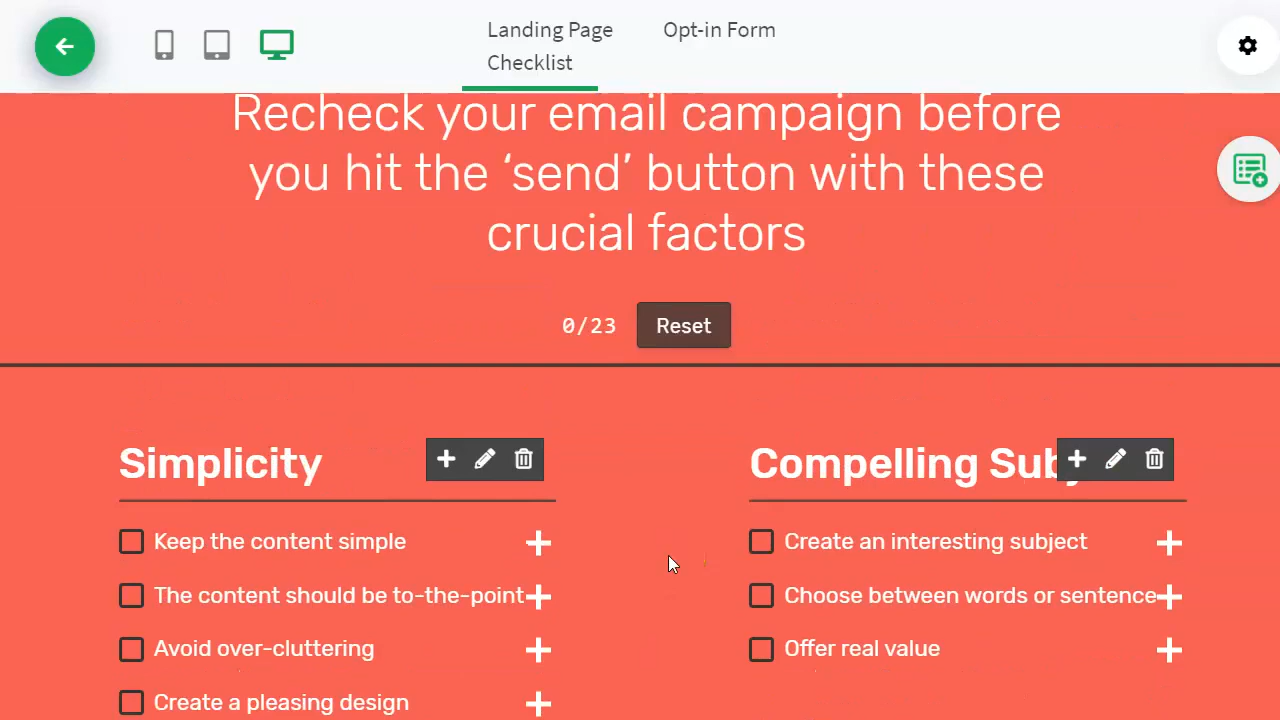 Landing Page
Checklist
Opt-in Form
Recheck your email campaign before
you hit the ‘send’ button with these
crucial factors
0/23
Reset
Simplicity
Keep the content simple
The content should be to-the-point
Avoid over-cluttering
Create a pleasing design
Compelling
Create an interesting subject
Choose between words or sentence
Offer real value